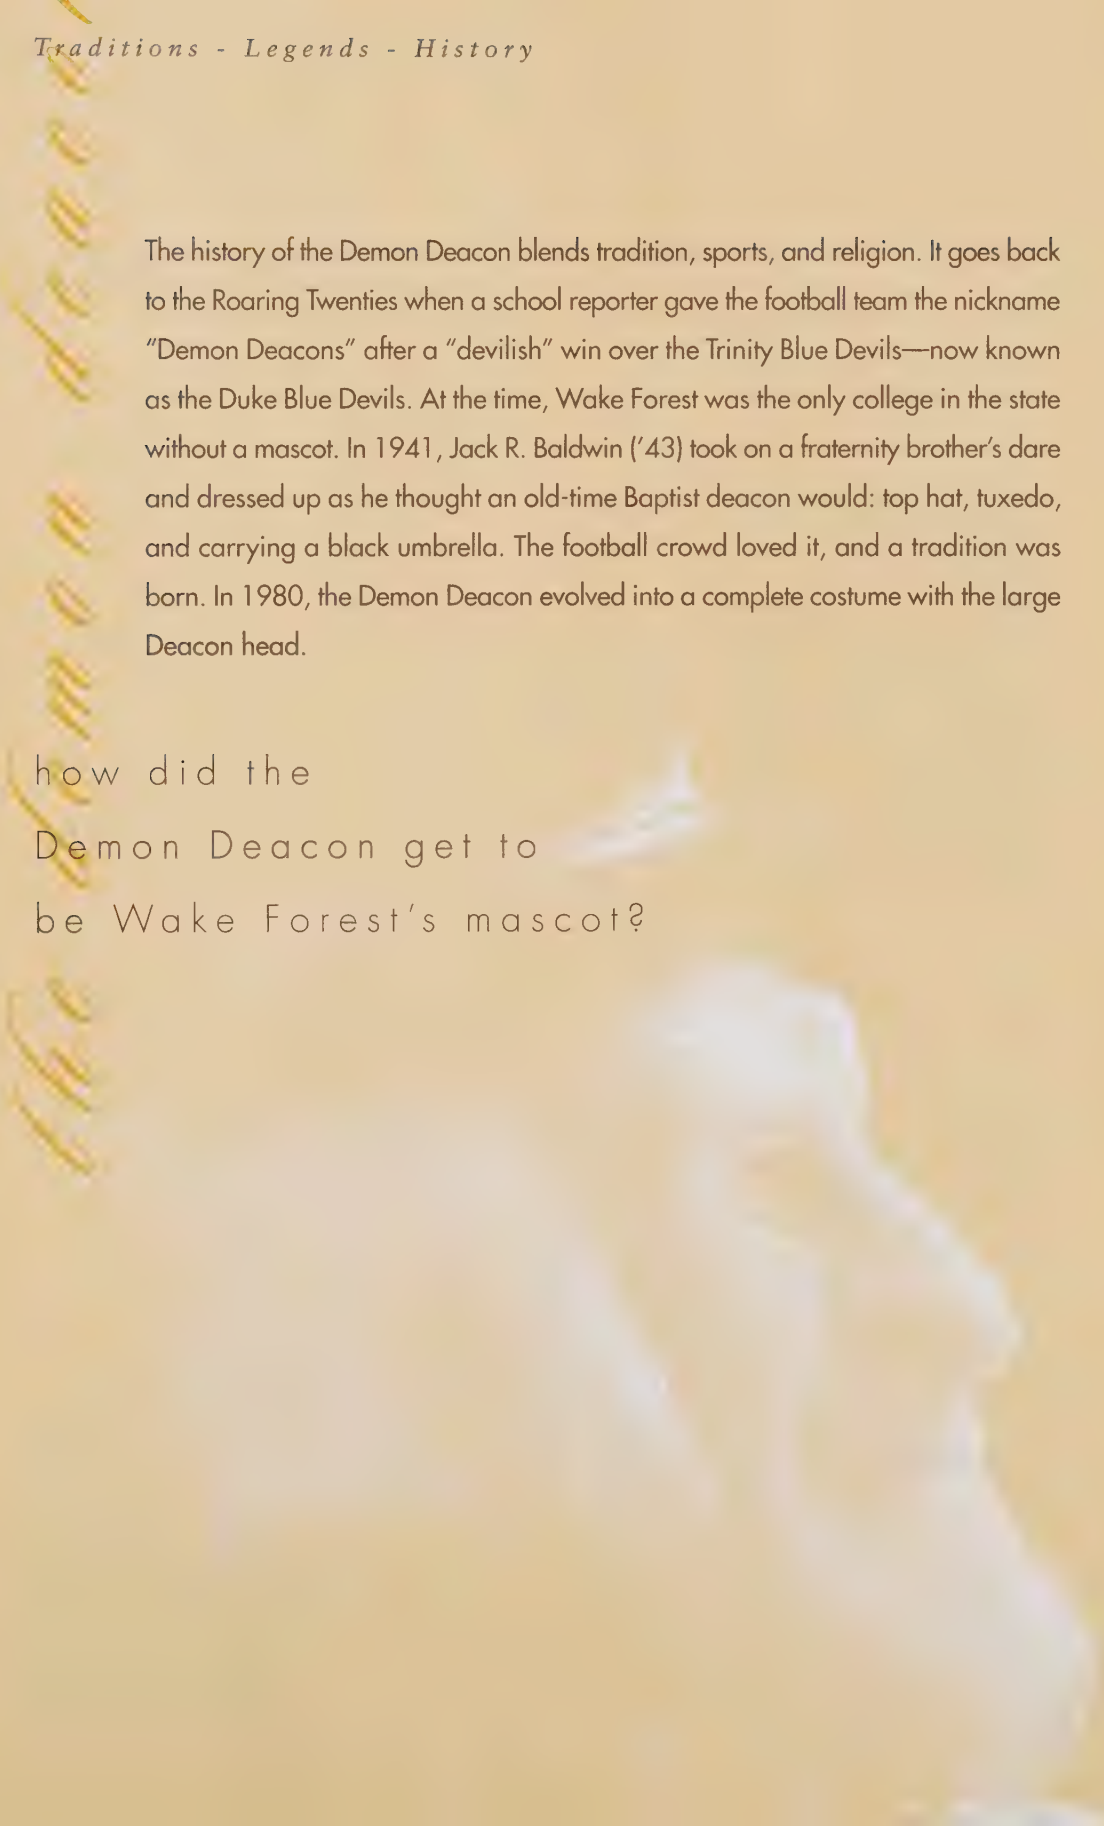 Traditions - Legends - History
The history of the Demon Deacon blends tradition, sports, and religion. It goes back
to the Roaring Twenties when a school reporter gave the football team the nickname
“Demon Deacons” after a “devilish” win over the Trinity Blue Devils—now known
as the Duke Blue Devils. At the time, Wake Forest was the only college in the state
without a mascot. In 1941, Jack R. Baldwin (’43) took on a fraternity brother’s dare
and dressed up as he thought an old-time Baptist deacon would: top hat, tuxedo,
and carrying a black umbrella. The football crowd loved it, and a tradition was
born. In 1980, the Demon Deacon evolved into a complete costume with the large
Deacon head.
how did the
Demon Deacon get to
be Wake Forest’s mascot?
the demon